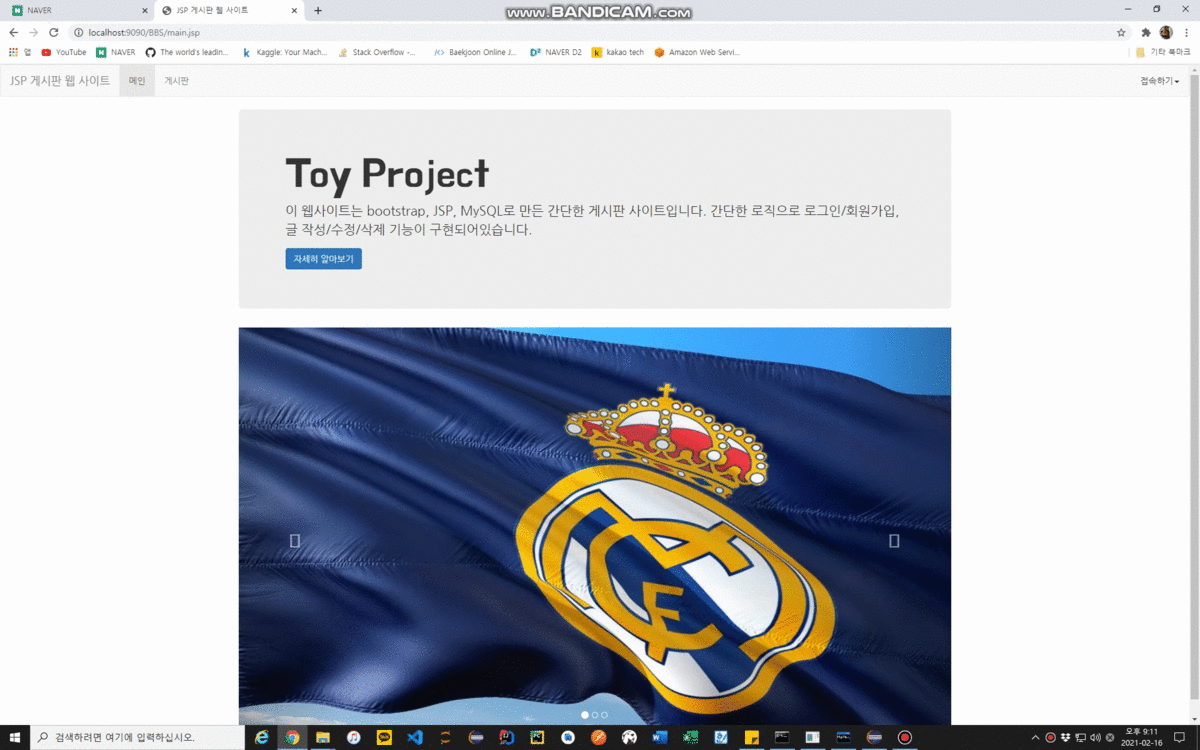 NAVER
JSP 게시판 웹 사이트
www.BANDICAM.com
localhost:9090/BBS/main.jsp
앱
YouTube
NAVER
The world's leadin...
Kaggle: Your Mach...
Stack Overflow -...
Baekjoon Online J...
NAVER D2
kakao tech
Amazon Web Servi...
기타 북마크
JSP 게시판 웹 사이트
메인
게시판
접속하기
Toy Project
이 웹사이트는 bootstrap, JSP, MySQL로 만든 간단한 게시판 사이트입니다. 간단한 로직으로 로그인/회원가입,
글 작성/수정/삭제 기능이 구현되어있습니다.
자세히 알아보기
검색하려면 여기에 입력하십시오.
오후 9:11
2021-02-16